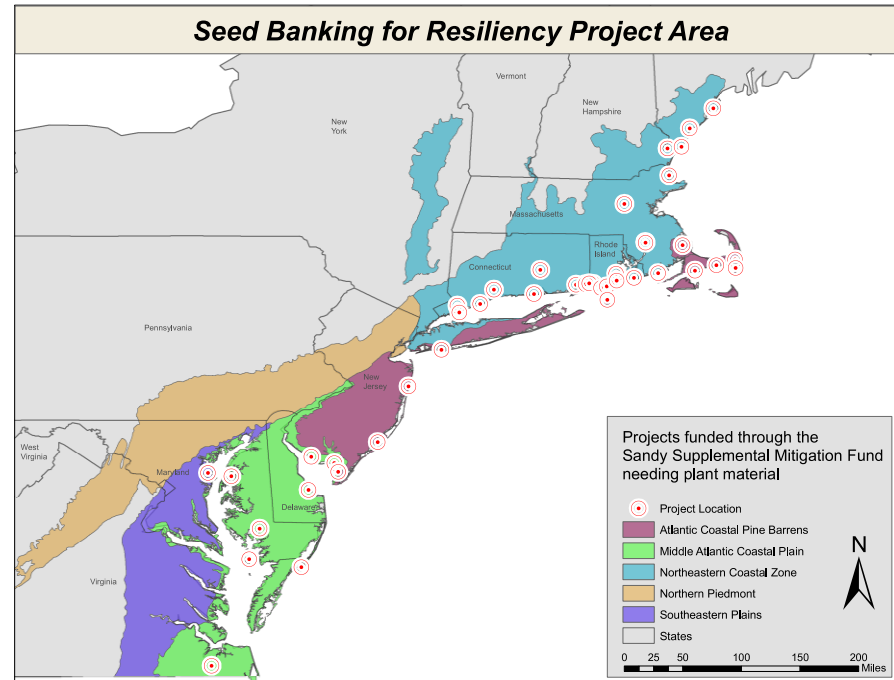 Seed Banking for Resiliency Project Area
Vermont
New
Hampshire
New
York
Massachusetts
Rhode
Island
Connecticut
Pennsylvania
New
Jersey
West
Virginia
Maryland
Delaware
Virginia
Projects funded through the
Sandy Supplemental Mitigation Fund
needing plant material
Project Location
Atlantic Coastal Pine Barrens
Middle Atlantic Coastal Plain
Northeastern Coastal Zone
Northern Piedmont
Southeastern Plains
States
N
0 25 50 100 150 200
Miles